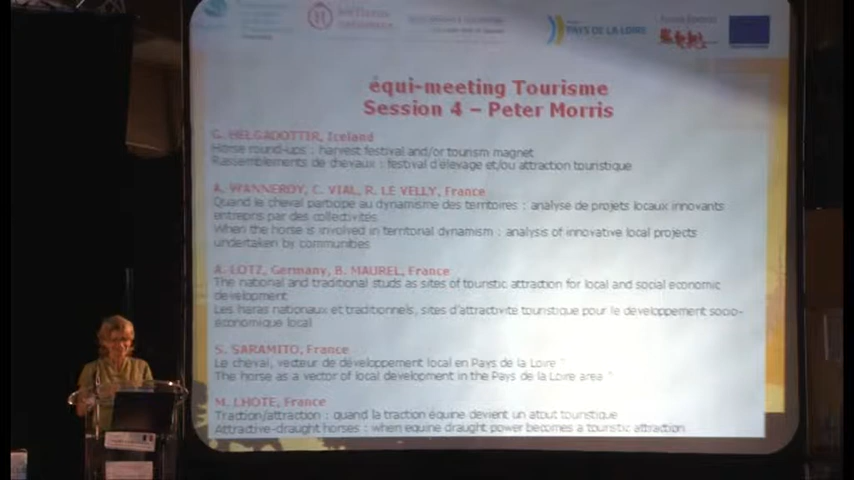 PAYS DE LA LOIRE
équi-meeting Tourisme
Session 4 – Peter Morris
G. HELGADOTTIR, Iceland
Horse round-ups : harvest festival and/or tourism magnet
Rassemblements de chevaux : festival d'elevage et/ou attraction touristique
A. WANNEROY, C. VIAL, R. LE VELLY, France
Quand le cheval participe au dynamisme des territoires : analyse de projets locaux innovants
entrepris par des collectivités
When the horse is involved in territorial dynamism : analysis of innovative local projects
undertaken by communities
A. LOTZ, Germany, B. MAUREL, France
The national and traditional studs as sites of touristic attraction for local and social economic
development
Les haras nationaux et traditionnels, sites d'attractivité touristique pour le développement socio-
économique local
S. SARAMITO, France
Le cheval, vecteur de développement local en Pays de la Loire "
The horse as a vector of local development in the Pays de la Loire area "
M. LHOTE, France
Traction/attraction : quand la traction équine devient un atout touristique
Attractive-draught horses : when equine draught power becomes a touristic attraction